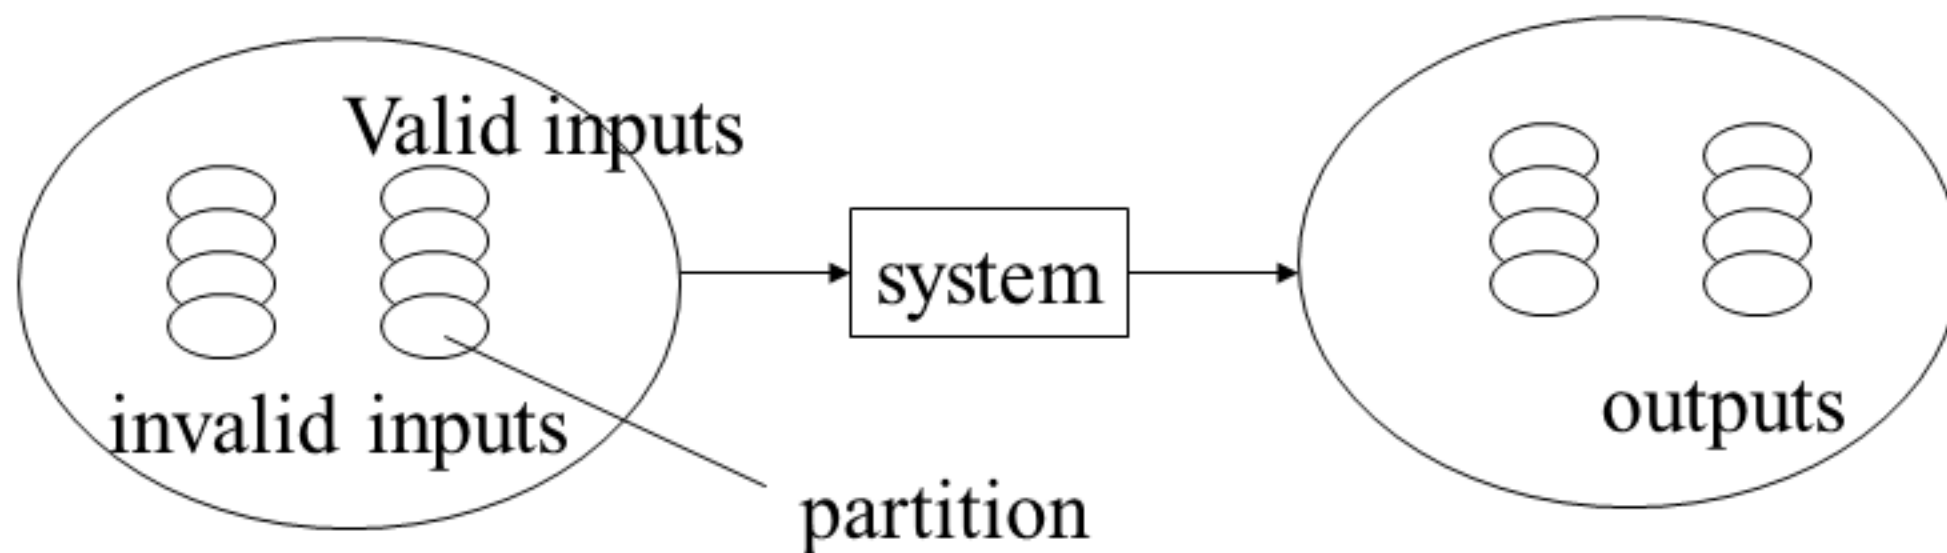 Valid inputs
system
invalid inputs
outputs
partition